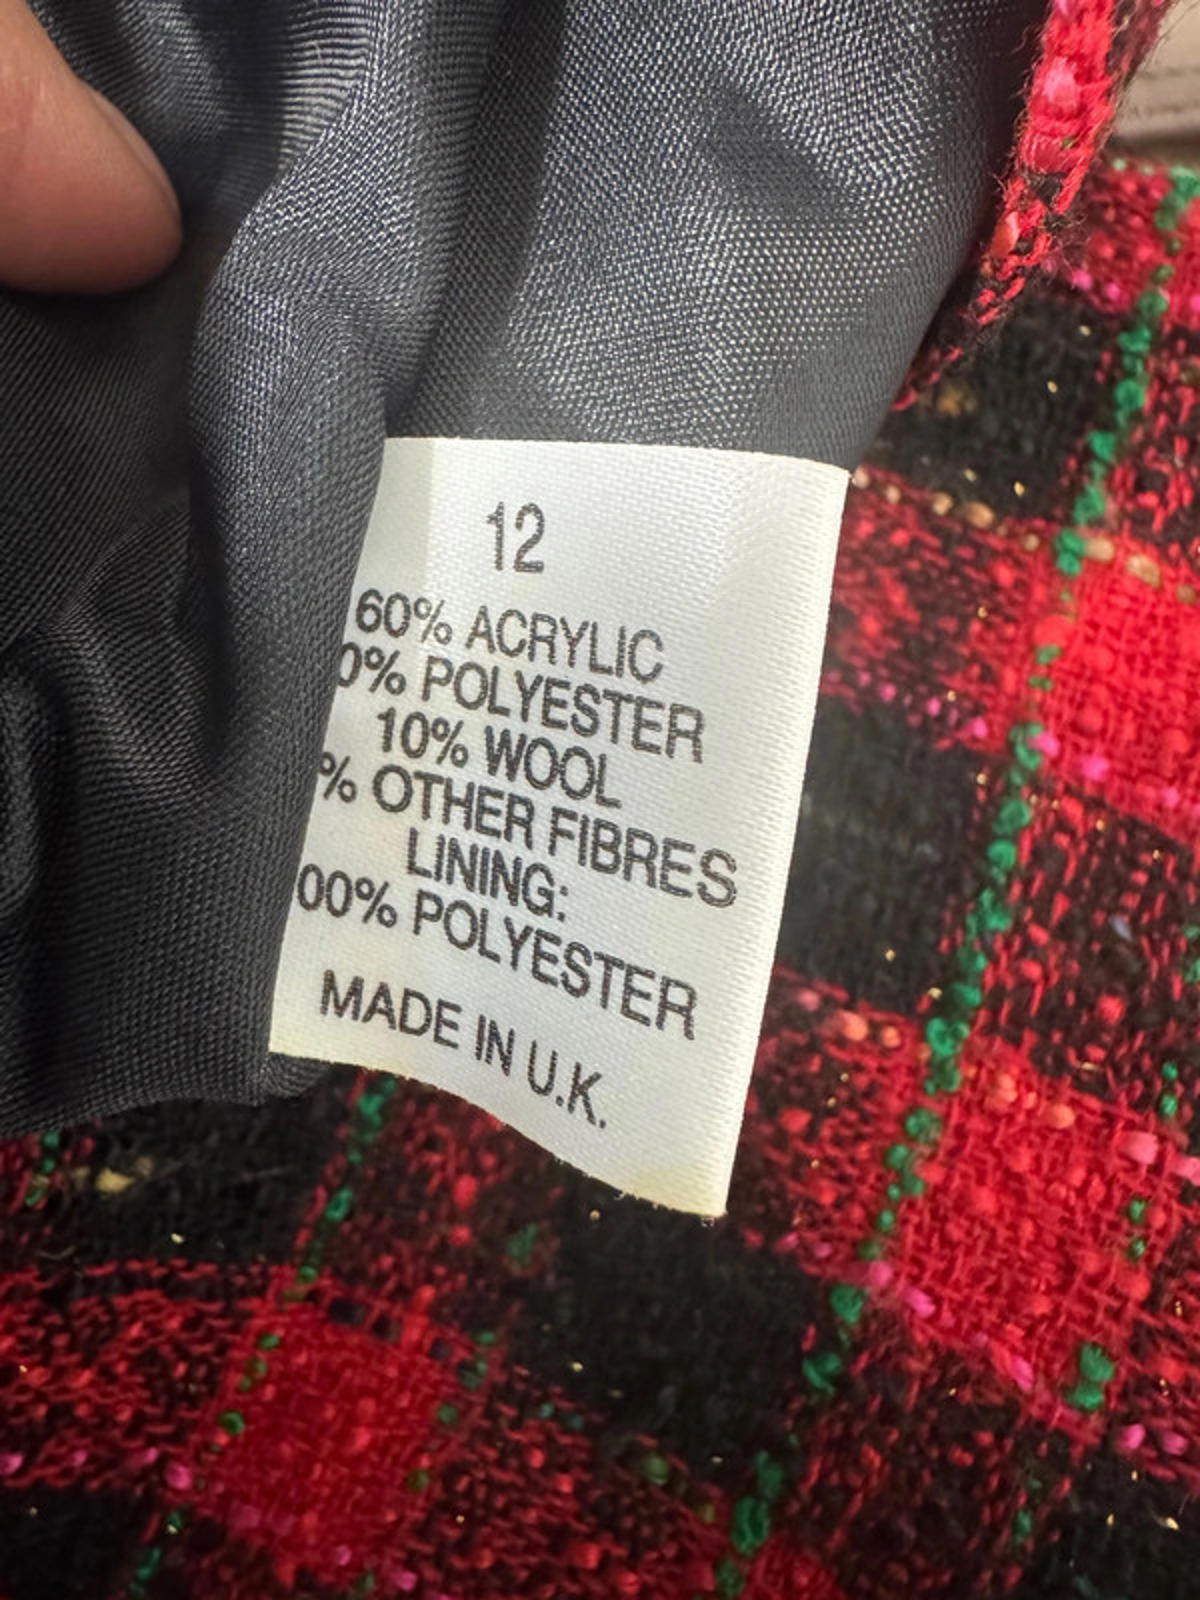 12
60% ACRYLIC
0% POLYESTER
10% WOOL
% OTHER FIBRES
LINING:
00% POLYESTER
MADE IN U.K.